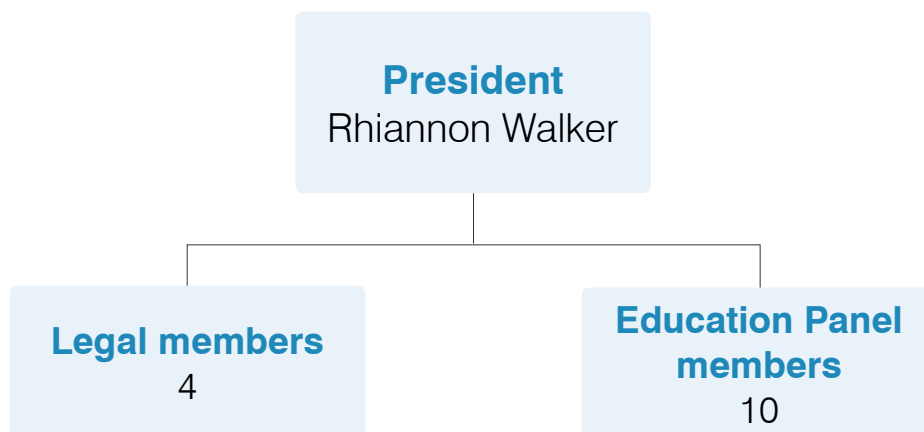 President
Rhiannon Walker
Legal members
4
Education Panel
members
10